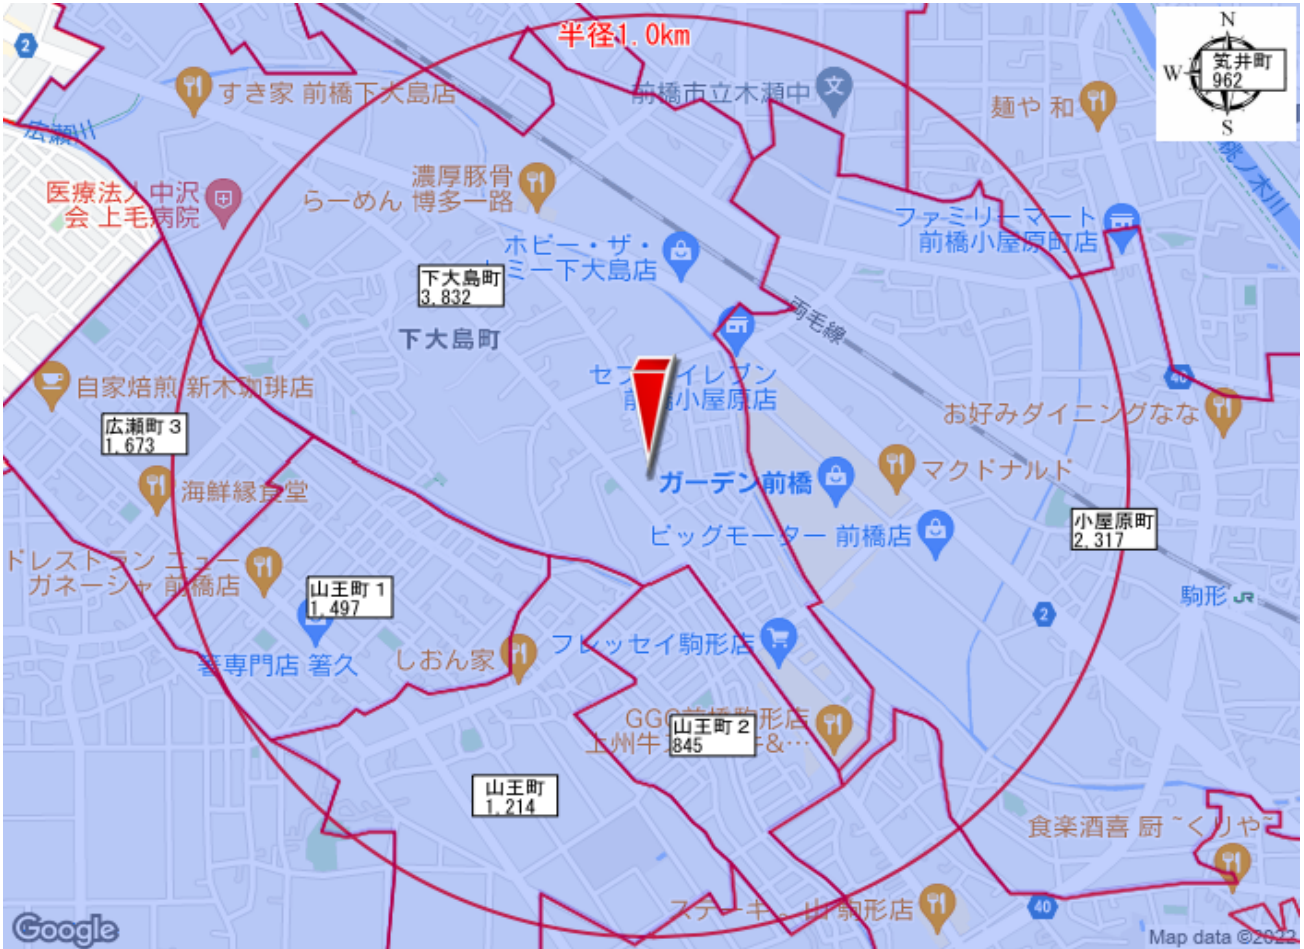 半径1.0km
N
W
S
笂井町
962
2
すき家 前橋下大島店
前橋市立木瀬中
麺や 和
広瀬川
桃ノ木川
医療法人中沢
会 上毛病院
濃厚豚骨
らーめん 博多一路
ファミリーマート
前橋小屋原町店
ホビー・ザ・
ミー下大島店
下大島町
3,832
下大島町
両毛線
セブ イレブン
前 小屋原店
40
自家焙煎 新木珈琲店
お好みダイニングなな
広瀬町3
1,673
マクドナルド
海鮮縁食堂
ガーデン前橋
ビッグモーター 前橋店
小屋原町
2,317
ドレストラン ニュー
ガネーシャ 前橋店
山王町1
1,497
駒形 JR
2
フレッセイ駒形店
箸専門店 箸久
しおん家
GGC前橋駒形店
上州牛 &…
山王町2
845
山王町
1,214
食楽酒喜 厨 ~くりや~
ステーキ 山 駒形店
40
Google
Map data ©2022